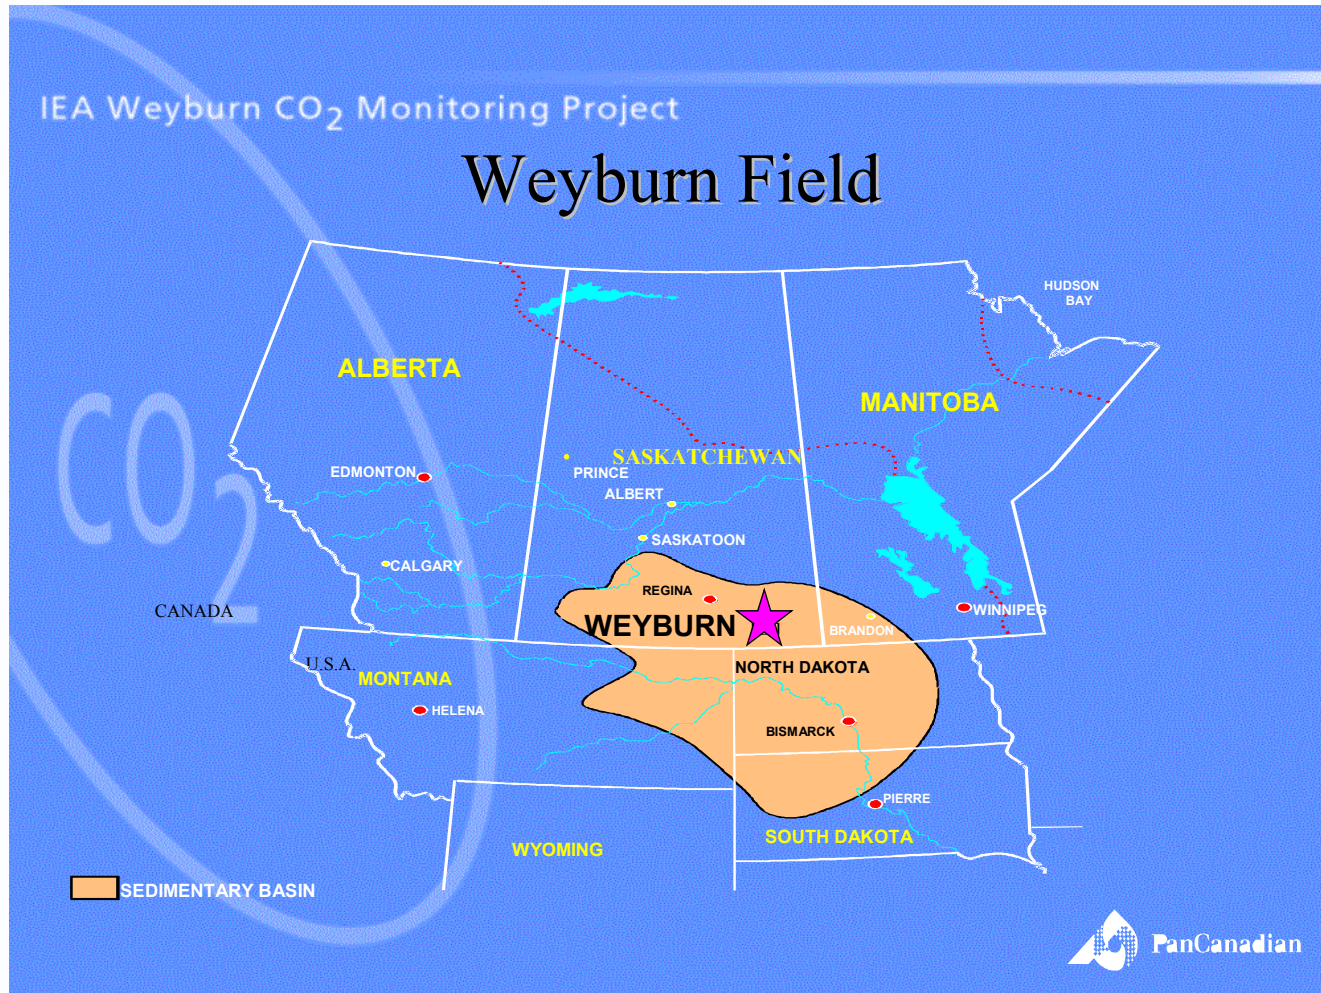 IEA Weyburn CO2 Monitoring Project
Weyburn Field
HUDSON
BAY
ALBERTA
MANITOBA
SASKATCHEWAN
EDMONTON
PRINCE
ALBERT
SASKATOON
CALGARY
REGINA
CANADA
WINNIPEG
WEYBURN
BRANDON
U.S.A.
NORTH DAKOTA
MONTANA
HELENA
BISMARCK
PIERRE
SOUTH DAKOTA
WYOMING
SEDIMENTARY BASIN
CO2
PanCanadian